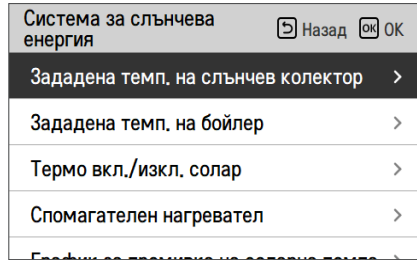 Система за слънчева
енергия
Назад OK OK
Зададена темп. на слънчев колектор
Зададена темп. на бойлер
Термо вкл./изкл. солар
Спомагателен нагревател